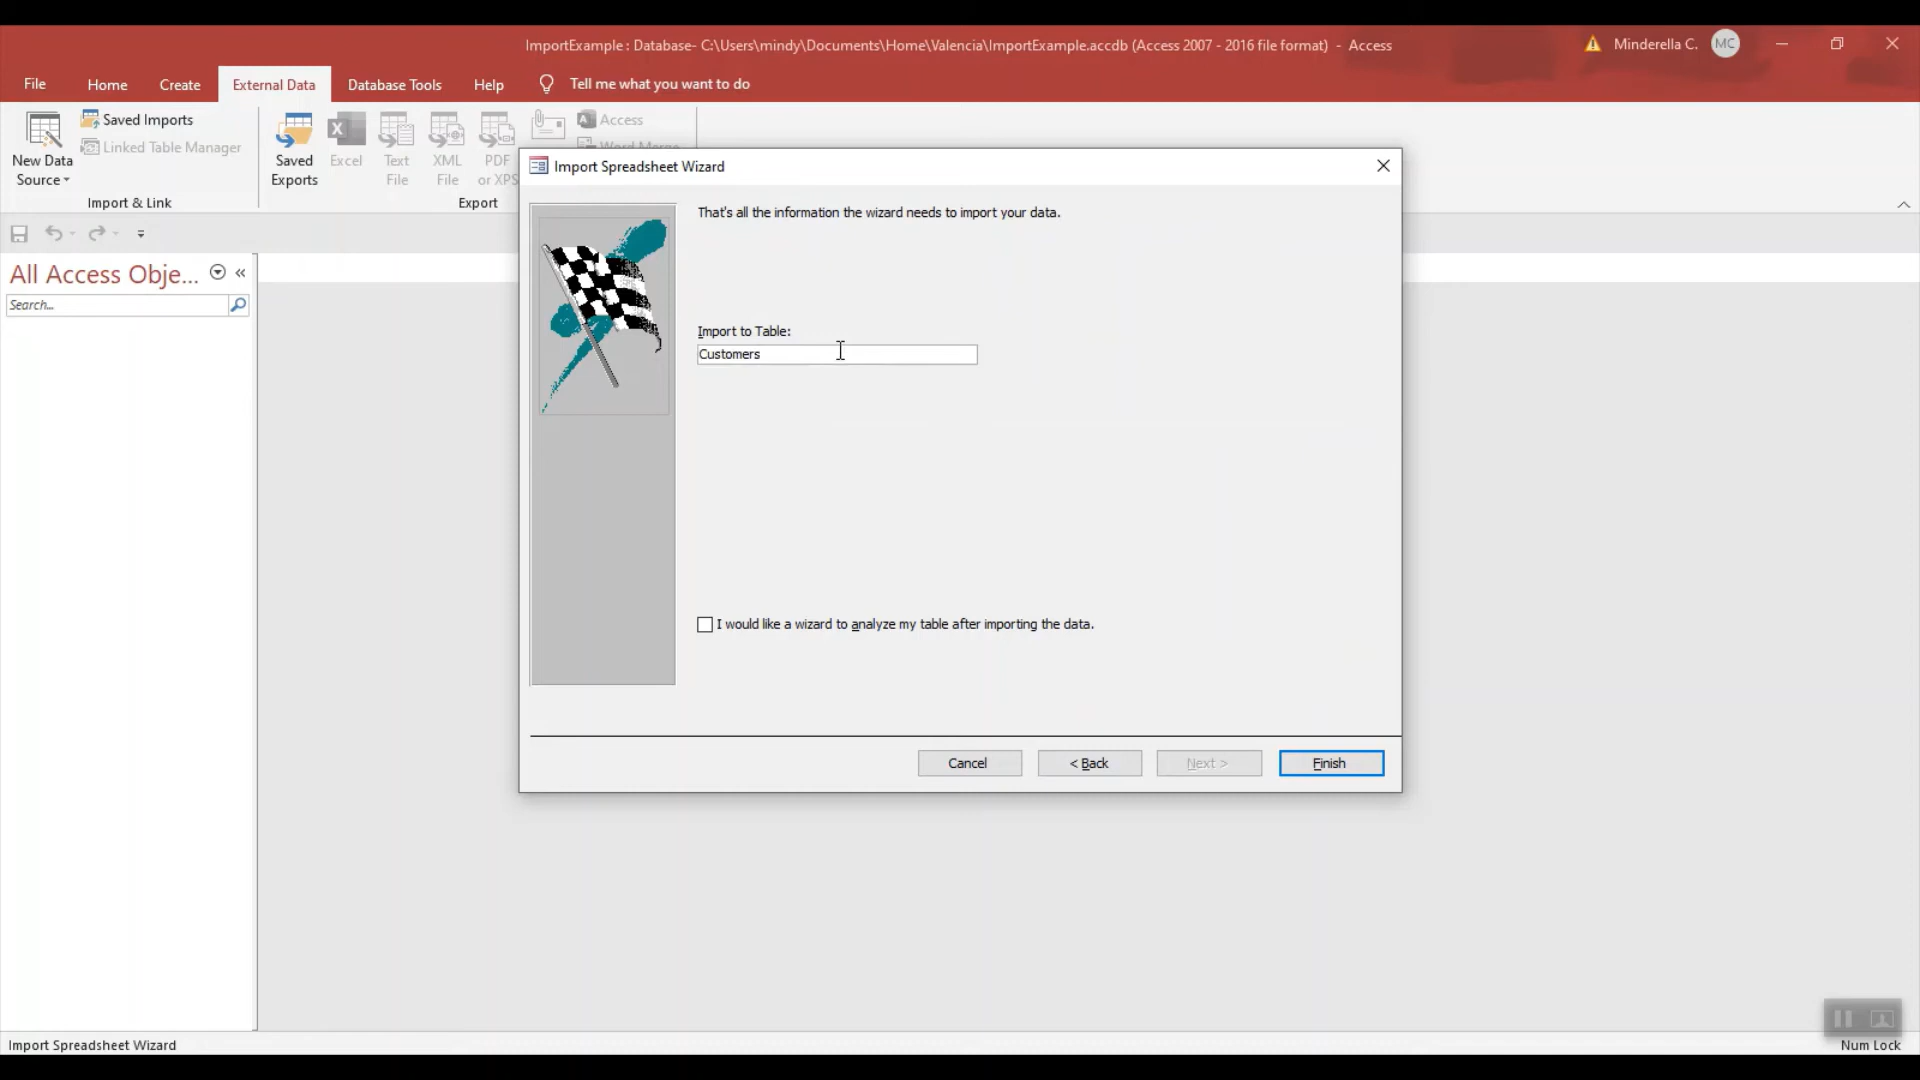 ImportExample : Database- C:\Users\mindy\Documents\Home\Valencia\ImportExample.accdb (Access 2007 - 2016 file format) - Access
Minderella C. MC
File Home Create External Data Database Tools Help Tell me what you want to do
New Data Source
Saved Imports
Linked Table Manager
Import & Link
Saved Exports
Excel
Text File
XML File
PDF or XPS
Access
Word Merge
Export
All Access Obje...
Search...
Import Spreadsheet Wizard
That's all the information the wizard needs to import your data.
Import to Table:
Customers
I would like a wizard to analyze my table after importing the data.
Cancel
< Back
Next >
Finish
Import Spreadsheet Wizard
Num Lock